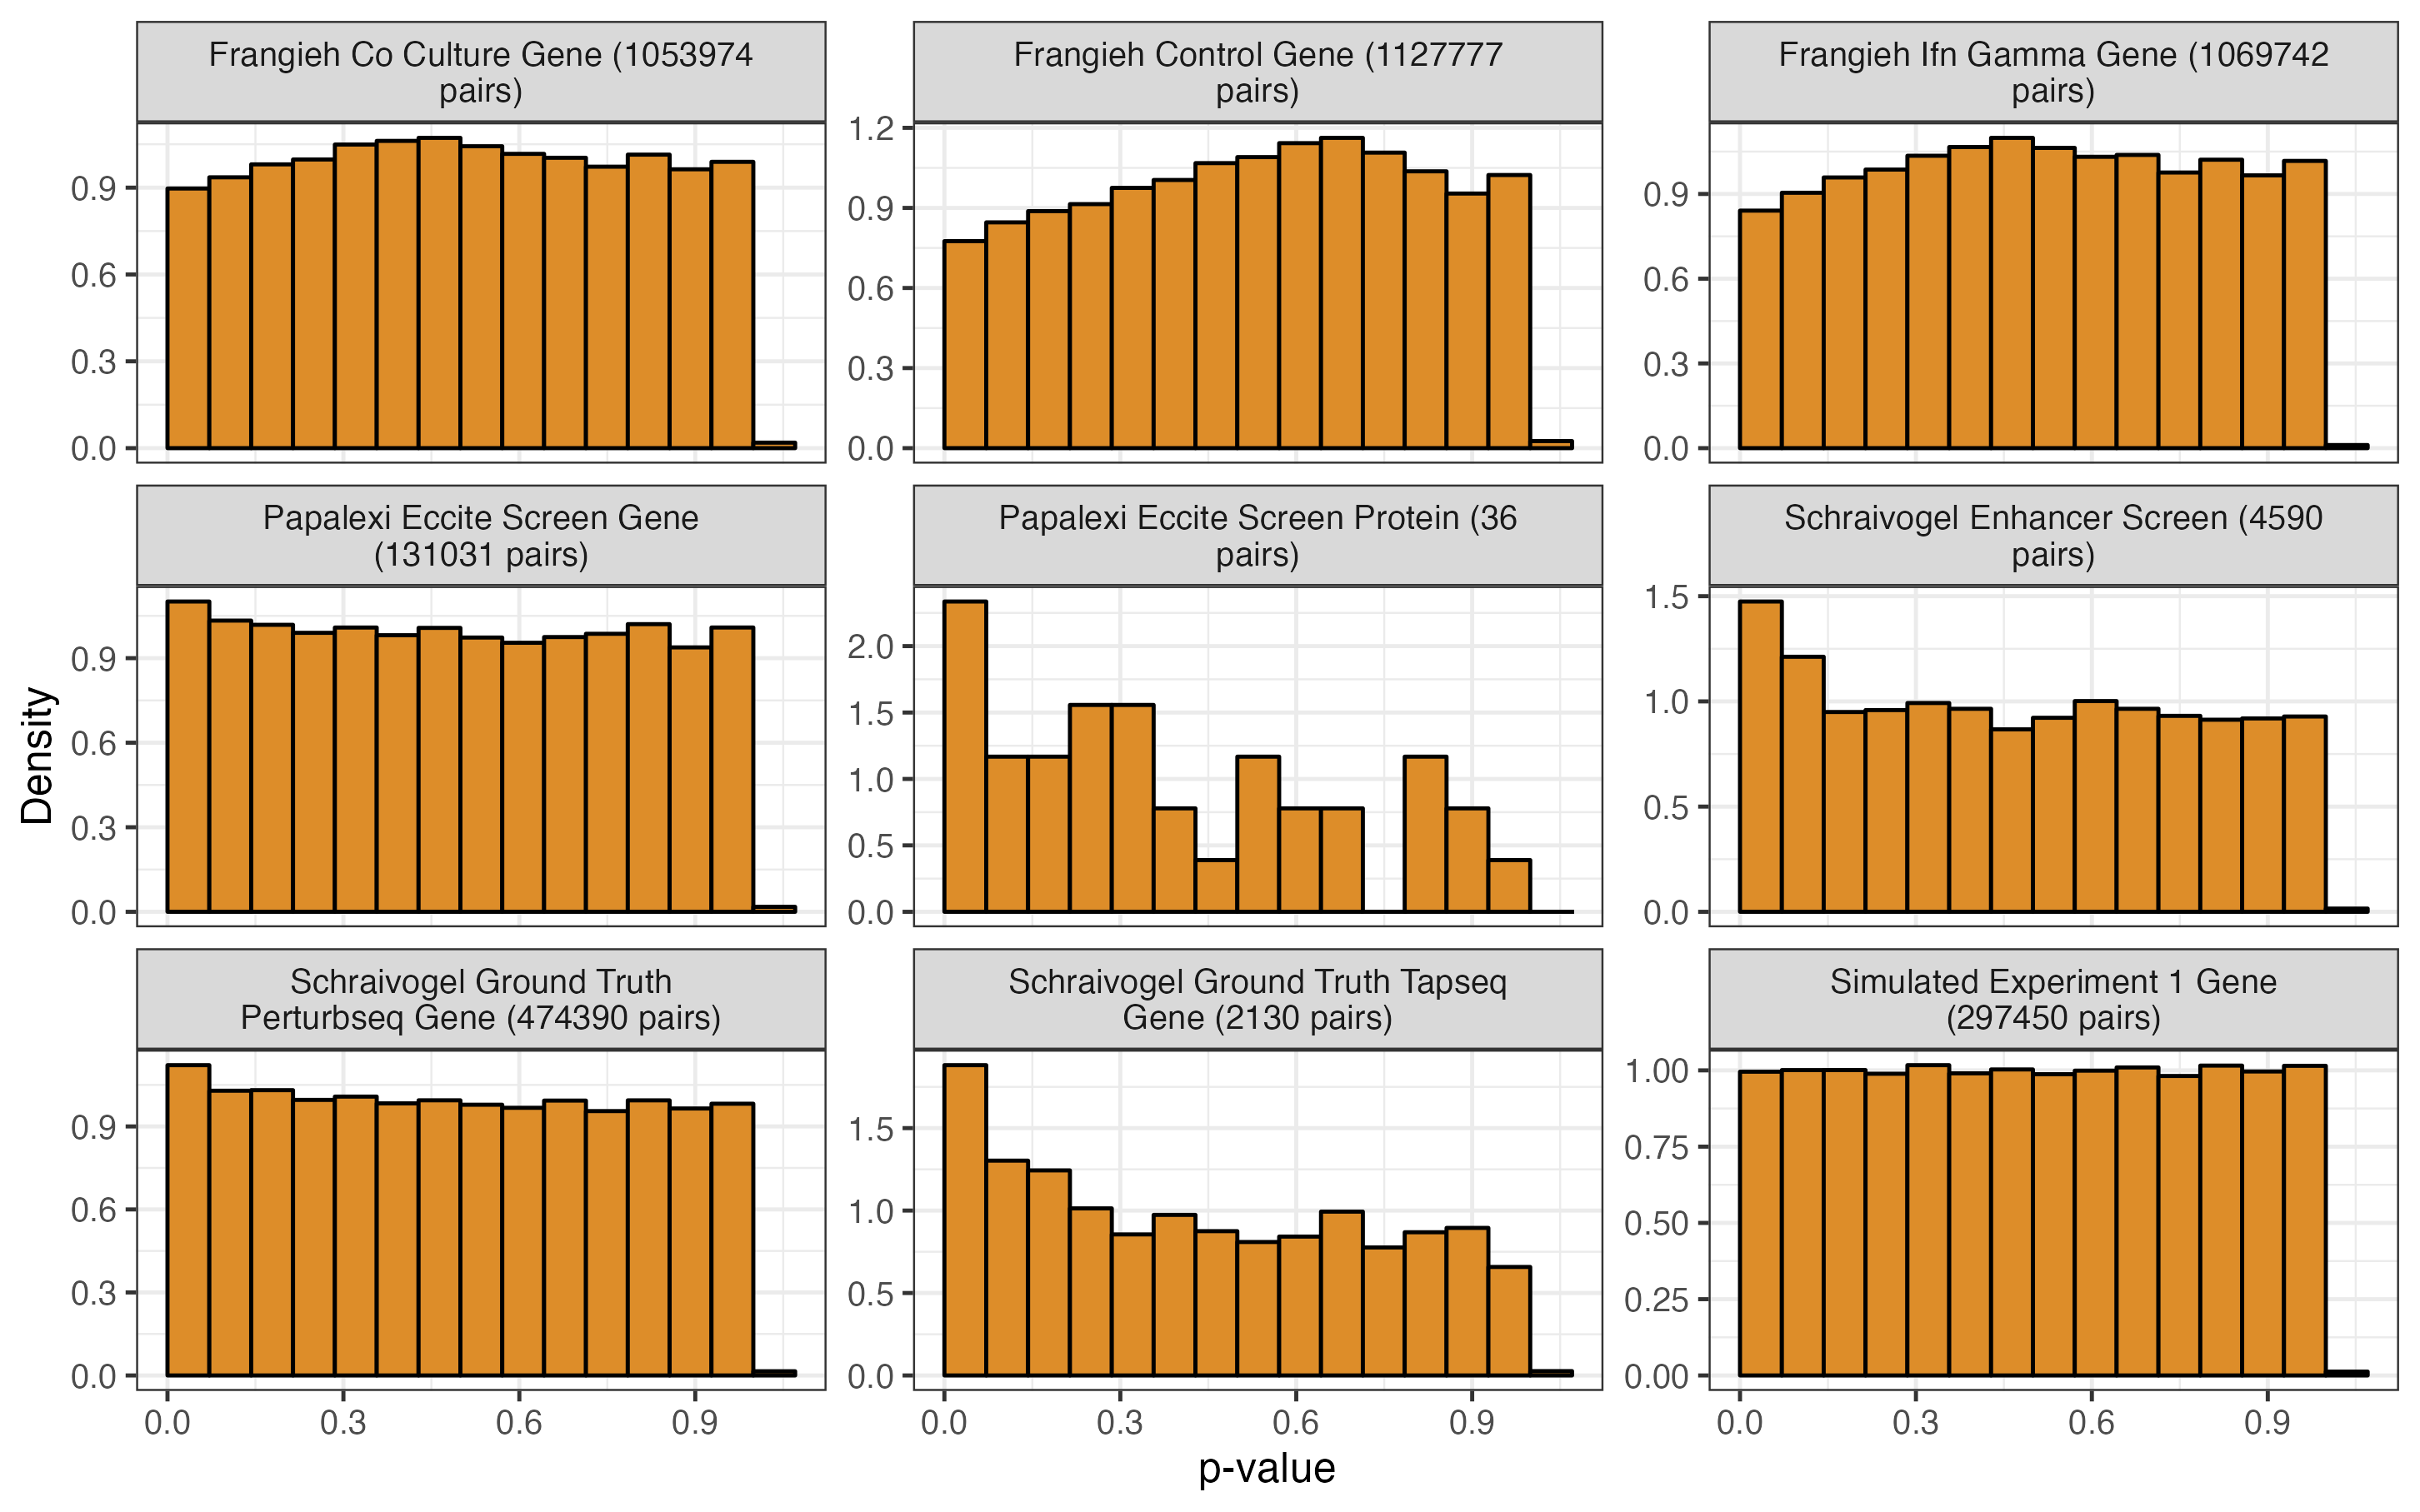 Frangieh Co Culture Gene (1053974
pairs)
Frangieh Control Gene (1127777
pairs)
Frangieh Ifn Gamma Gene (1069742
pairs)
0.9
0.6
0.3
0.0
1.2
0.9
0.6
0.3
0.0
0.9
0.6
0.3
0.0
Papalexi Eccite Screen Gene
(131031 pairs)
Papalexi Eccite Screen Protein (36
pairs)
Schraivogel Enhancer Screen (4590
pairs)
0.9
0.6
0.3
0.0
2.0
1.5
1.0
0.5
0.0
1.5
1.0
0.5
0.0
Density
Schraivogel Ground Truth
Perturbseq Gene (474390 pairs)
Schraivogel Ground Truth Tapseq
Gene (2130 pairs)
Simulated Experiment 1 Gene
(297450 pairs)
0.9
0.6
0.3
0.0
1.5
1.0
0.5
0.0
1.00
0.75
0.50
0.25
0.00
0.0 0.3 0.6 0.9
0.0 0.3 0.6 0.9
0.0 0.3 0.6 0.9
p-value